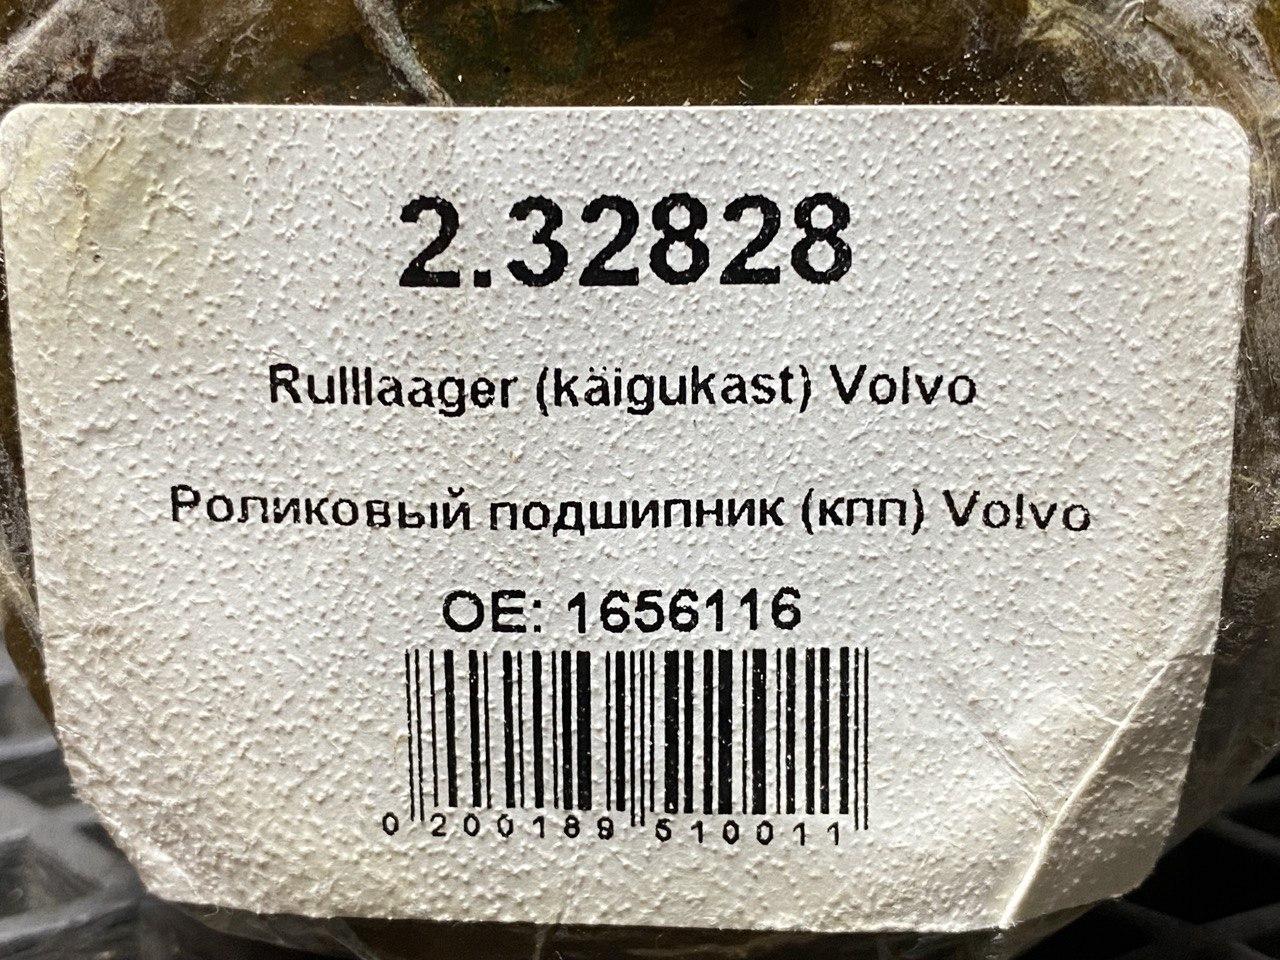 2.32828
Rulllaager (käigukast) Volvo
Роликовый подшипник (кпп) Volvo
OE: 1656116
0 200189 510011